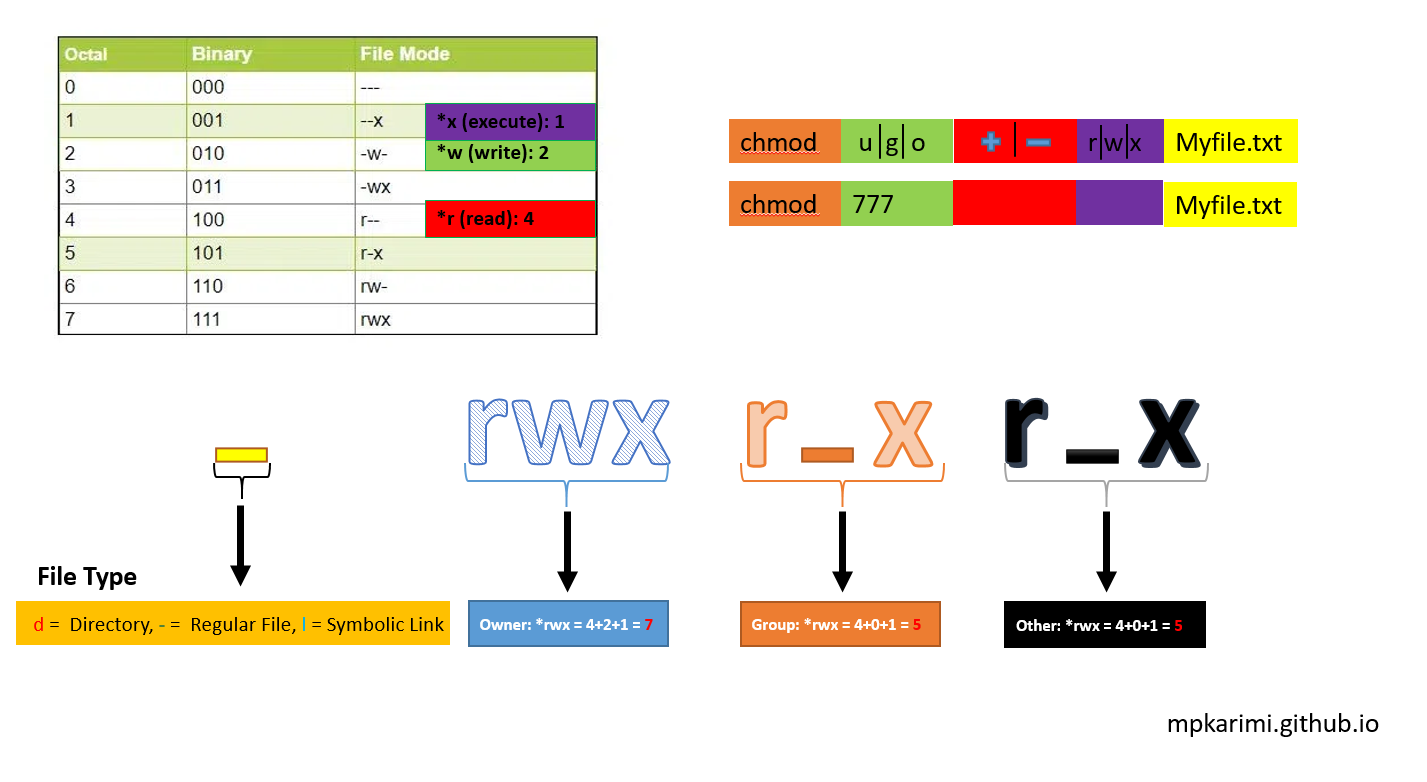 Octal Binary File Mode
0 000 ---
1 001 --x *x (execute): 1
2 010 -w- *w (write): 2
3 011 -wx
4 100 r-- *r (read): 4
5 101 r-x
6 110 rw-
7 111 rwx
chmod u|g|o + | - r|w|x Myfile.txt
chmod 777 Myfile.txt
- rwx r_x r_x
File Type
d = Directory, - = Regular File, l = Symbolic Link
Owner: *rwx = 4+2+1 = 7
Group: *rwx = 4+0+1 = 5
Other: *rwx = 4+0+1 = 5
mpkarimi.github.io